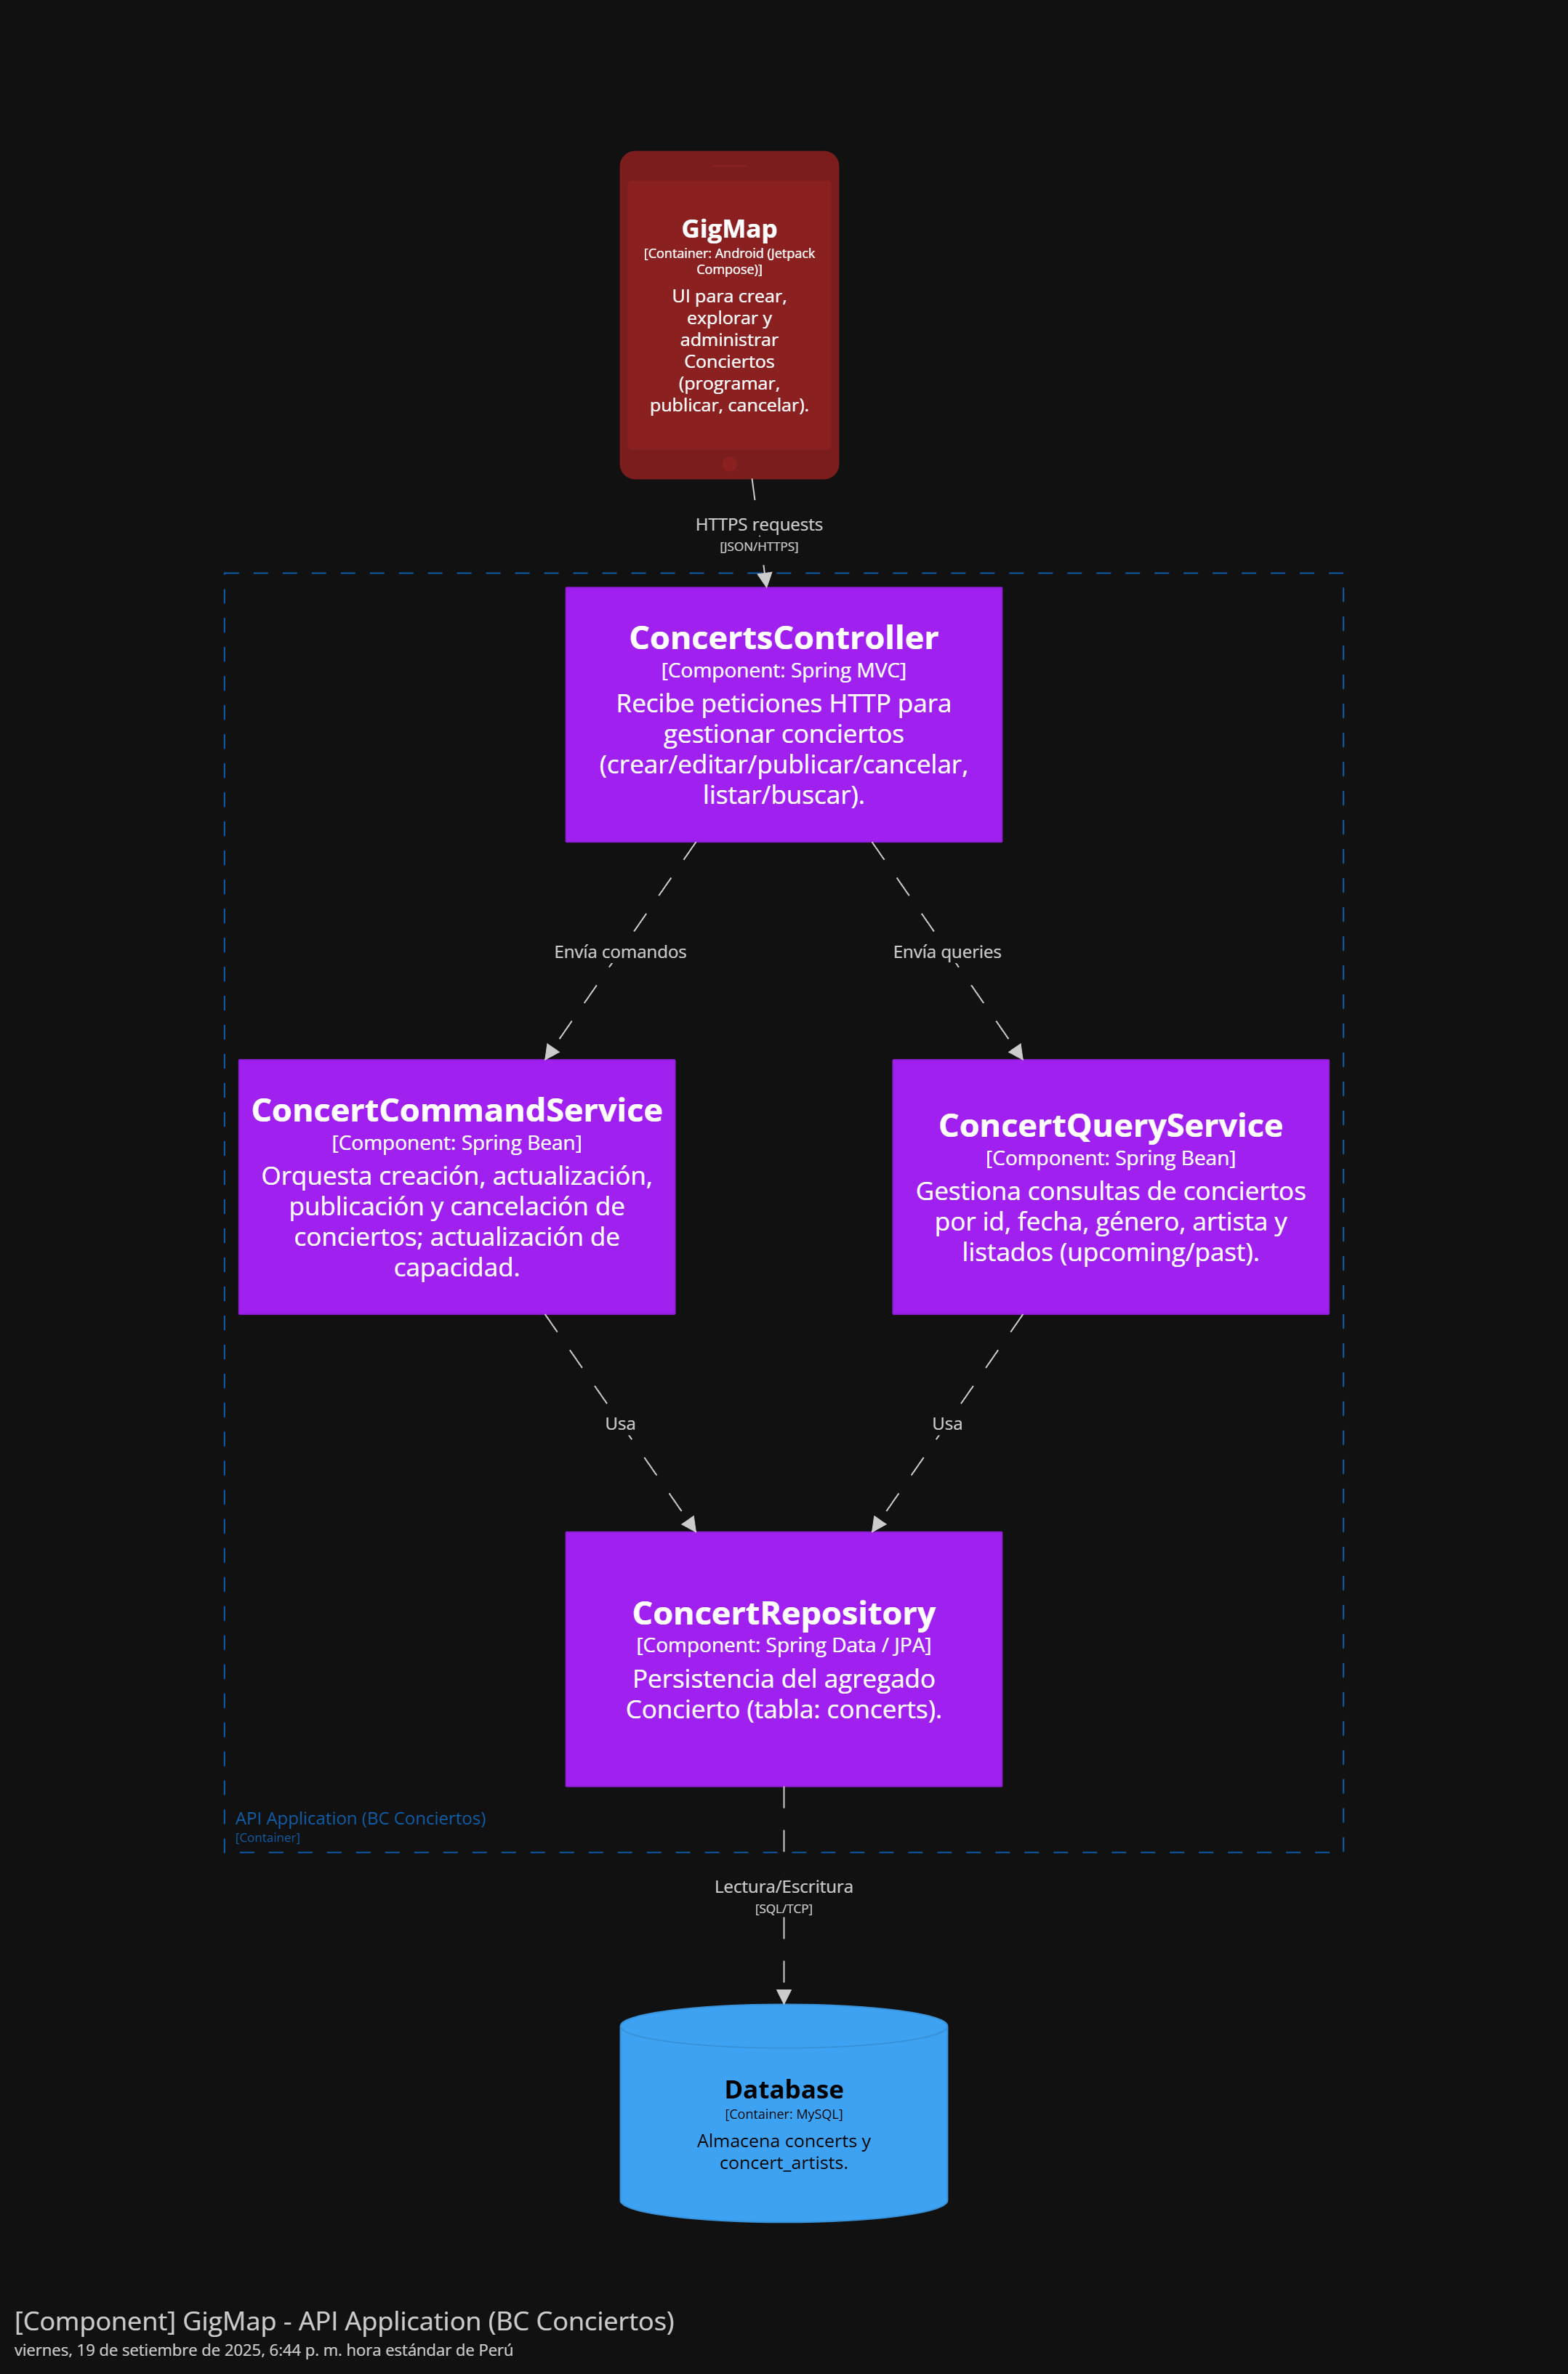 GigMap
[Container: Android (Jetpack
Compose)]
UI para crear,
explorar y
administrar
Conciertos
(programar,
publicar, cancelar).
HTTPS requests
[JSON/HTTPS]
ConcertsController
[Component: Spring MVC]
Recibe peticiones HTTP para
gestionar conciertos
(crear/editar/publicar/cancelar,
listar/buscar).
Envía comandos
Envía queries
ConcertCommandService
[Component: Spring Bean]
Orquesta creación, actualización,
publicación y cancelación de
conciertos; actualización de
capacidad.
ConcertQueryService
[Component: Spring Bean]
Gestiona consultas de conciertos
por id, fecha, género, artista y
listados (upcoming/past).
Usa
Usa
ConcertRepository
[Component: Spring Data / JPA]
Persistencia del agregado
Concierto (tabla: concerts).
API Application (BC Conciertos)
[Container]
Lectura/Escritura
[SQL/TCP]
Database
[Container: MySQL]
Almacena concerts y
concert_artists.
[Component] GigMap - API Application (BC Conciertos)
viernes, 19 de setiembre de 2025, 6:44 p. m. hora estándar de Perú